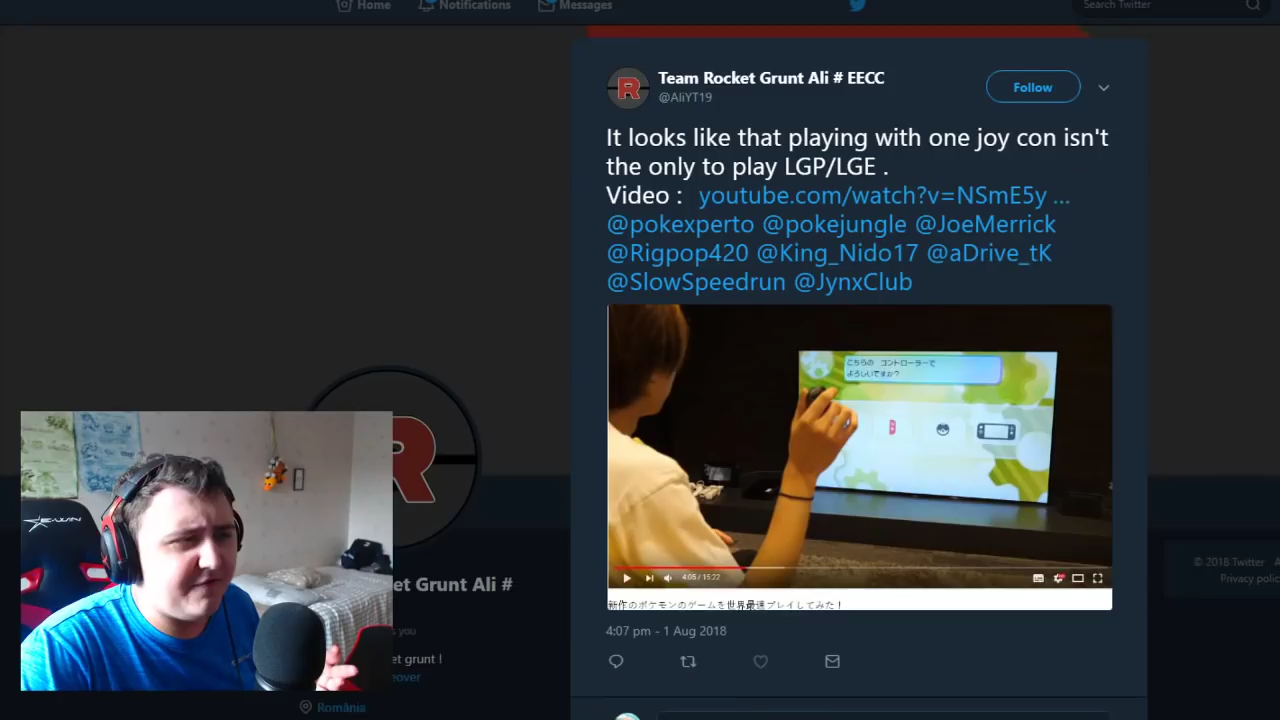 Home
Notifications
Messages
Search Twitter
Team Rocket Grunt Ali # EECC
@AliYT19
Follow
It looks like that playing with one joy con isn't
the only to play LGP/LGE .
Video : youtube.com/watch?v=NSmE5y ...
@pokexperto @pokejungle @JoeMerrick
@Rigpop420 @King_Nido17 @aDrive_tK
@SlowSpeedrun @JynxClub
こちらの コントローラーで
よろしいですか?
R
4:05 / 15:22
新作のポケモンのゲームを世界最速プレイしてみた!
4:07 pm - 1 Aug 2018
R
ket Grunt Ali #
s you
et grunt !
eover
România
© 2018 Twitter
Privacy polic